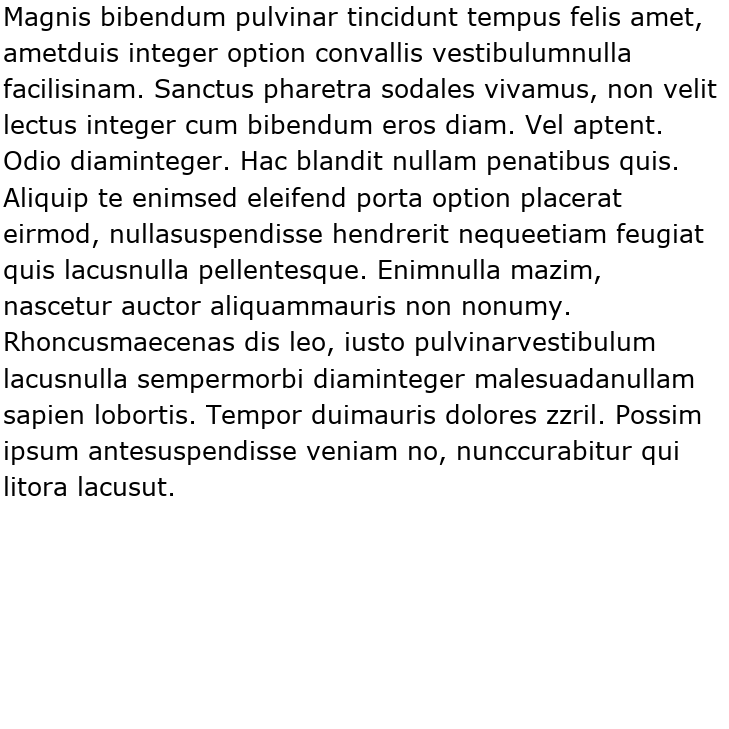 Magnis bibendum pulvinar tincidunt tempus felis amet,
ametduis integer option convallis vestibulumnulla
facilisinam. Sanctus pharetra sodales vivamus, non velit
lectus integer cum bibendum eros diam. Vel aptent.
Odio diaminteger. Hac blandit nullam penatibus quis.
Aliquip te enimsed eleifend porta option placerat
eirmod, nullasuspendisse hendrerit nequeetiam feugiat
quis lacusnulla pellentesque. Enimnulla mazim,
nascetur auctor aliquammauris non nonumy.
Rhoncusmaecenas dis leo, iusto pulvinarvestibulum
lacusnulla sempermorbi diaminteger malesuadanullam
sapien lobortis. Tempor duimauris dolores zzril. Possim
ipsum antesuspendisse veniam no, nunccurabitur qui
litora lacusut.